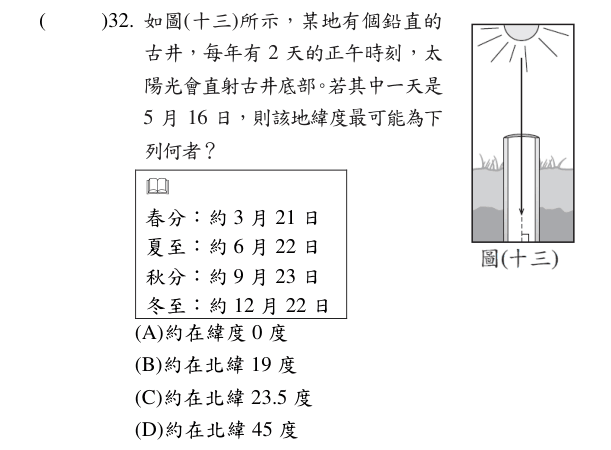 (　　)32. 如圖(十三)所示，某地有個鉛直的
古井，每年有 2 天的正午時刻，太
陽光會直射古井底部。若其中一天是
5 月 16 日，則該地緯度最可能為下
列何者？
春分：約 3 月 21 日
夏至：約 6 月 22 日
秋分：約 9 月 23 日
冬至：約 12 月 22 日
(A)約在緯度 0 度
(B)約在北緯 19 度
(C)約在北緯 23.5 度
(D)約在北緯 45 度
圖(十三)